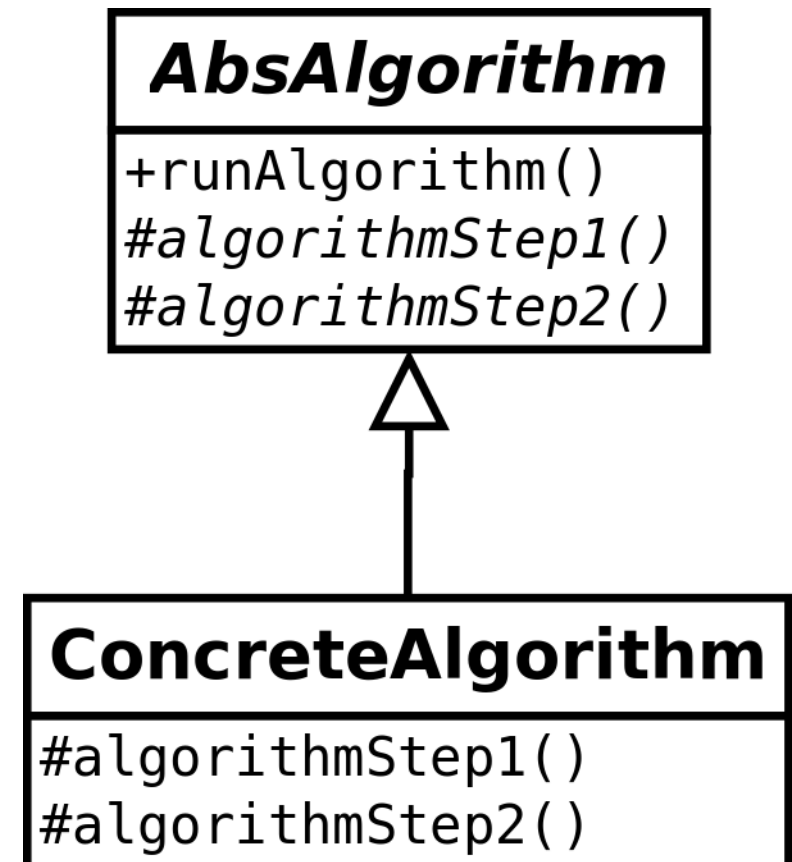 AbsAlgorithm
+runAlgorithm()
#algorithmStep1()
#algorithmStep2()
ConcreteAlgorithm
#algorithmStep1()
#algorithmStep2()